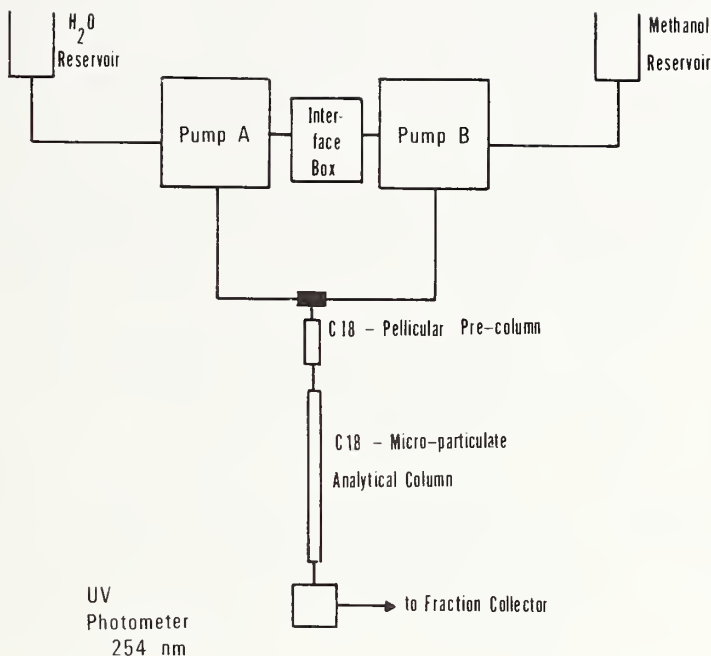 H2O
Reservoir
Methanol
Reservoir
Pump A
Inter-
face
Box
Pump B
C18 - Pellicular Pre-column
C18 - Micro-particulate
Analytical Column
UV
Photometer
254 nm
to Fraction Collector